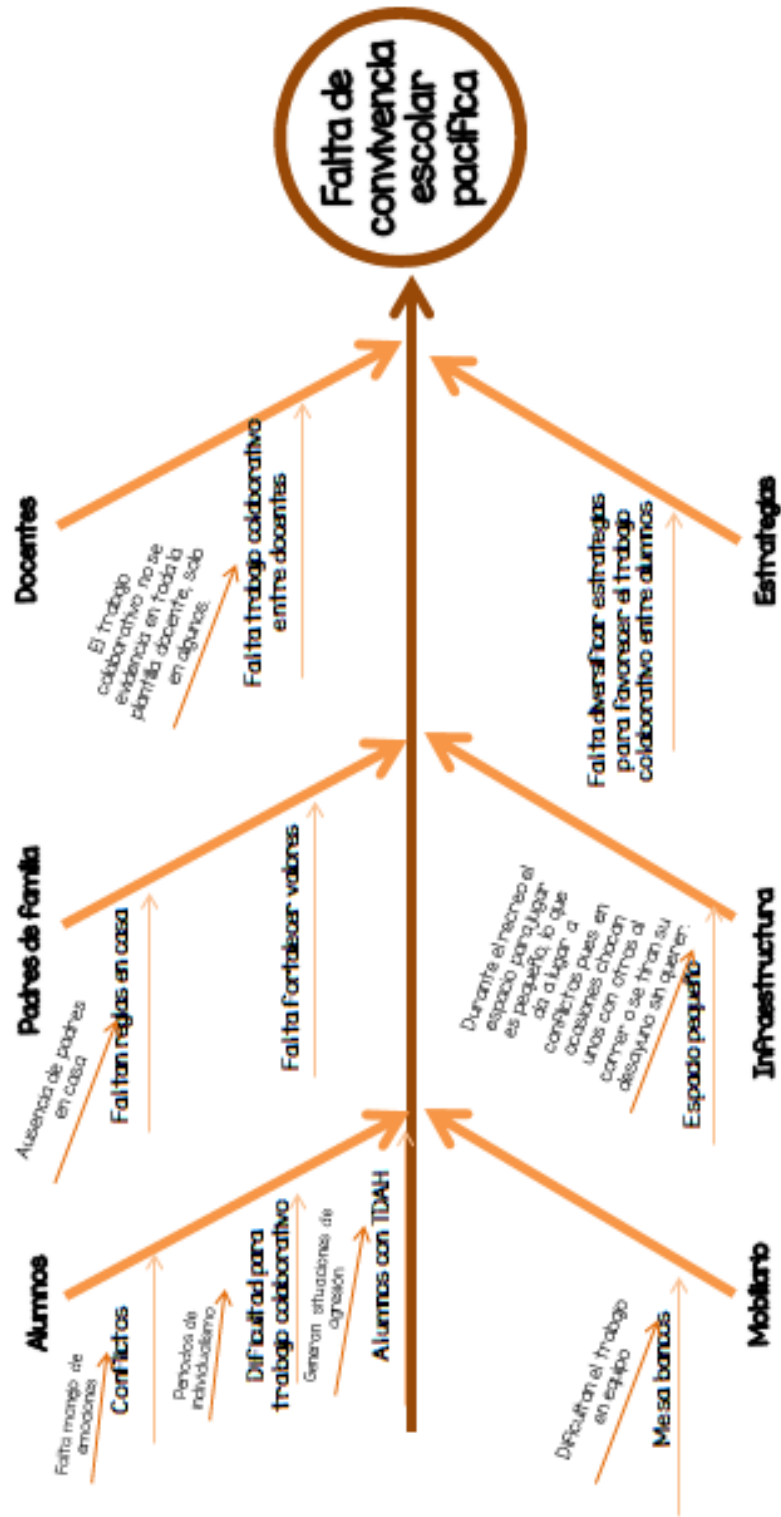 Alumnos
Falta manejo de
emociones
Conflictos
Periodos de
individualismo
Dificultad para
trabajo colaborativo
Generan situaciones de
agresión
Alumnos con TDAH
Padres de familia
Ausencia de padres
en casa
Faltan reglas en casa
Falta fortalecer valores
Docentes
El trabajo
colaborativo no se
evidencia en toda la
plantilla docente, solo
en algunos.
Falta trabajo colaborativo
entre docentes
Falta de
convivencia
escolar
pacífica
Dificultan el trabajo
en equipo
Mesa bancos
Mobiliario
Durante el recreo el
espacio para jugar
es pequeño, lo que
da a lugar a
conflictos pues en
ocasiones chocan
unos con otros al
correr o se tiran su
desayuno sin querer.
Espacio pequeño
Infraestructura
Falta diversificar estrategias
para favorecer el trabajo
colaborativo entre alumnos
Estrategias